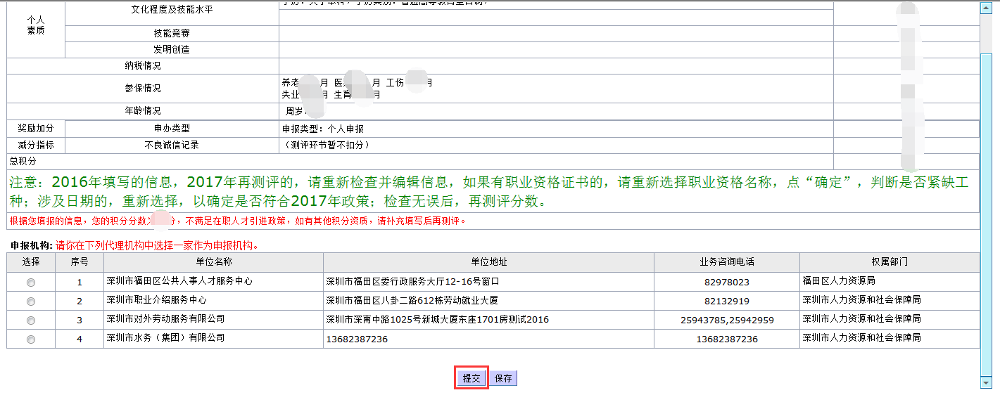 个人
素质
文化程度及技能水平
技能竞赛
发明创造
纳税情况
参保情况
养老 月 医 月 工伤 月
失业 月 生育 月
年龄情况
周岁
奖励加分
申办类型
申报类型：个人申报
减分指标
不良诚信记录
（测评环节暂不扣分）
总积分
注意：2016年填写的信息，2017年再测评的，请重新检查并编辑信息，如果有职业资格证书的，请重新选择职业资格名称，点“确定”，判断是否紧缺工
种；涉及日期的，重新选择，以确定是否符合2017年政策；检查无误后，再测评分数。
根据您填报的信息，您的积分分数 分，不满足在职人才引进政策，如有其他积分资质，请补充填写后再测评。
申报机构: 请你在下列代理机构中选择一家作为申报机构。
选择 序号 单位名称 单位地址 业务咨询电话 权属部门
1 深圳市福田区公共人事人才服务中心 深圳市福田区委行政服务大厅12-16号窗口 82978023 福田区人力资源局
2 深圳市职业介绍服务中心 深圳市福田区八卦二路612栋劳动就业大厦 82132919 深圳市人力资源和社会保障局
3 深圳市对外劳动服务有限公司 深圳市深南中路1025号新城大厦东座1701房测试2016 25943785,25942959 深圳市人力资源和社会保障局
4 深圳市水务（集团）有限公司 13682387236 13682387236 深圳市人力资源和社会保障局
提交 保存